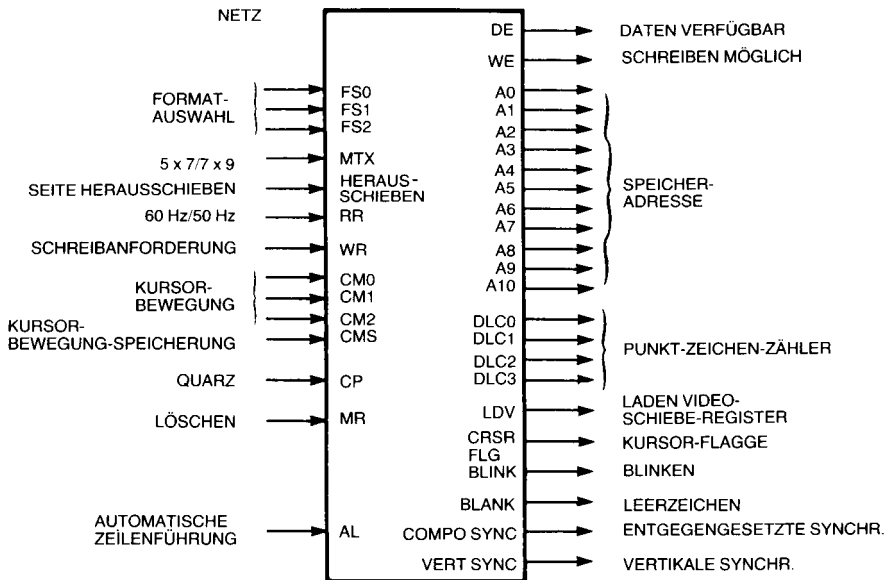 NETZ
FORMAT-
AUSWAHL
5 x 7/7 x 9
SEITE HERAUSSCHIEBEN
60 Hz/50 Hz
SCHREIBANFORDERUNG
KURSOR-
BEWEGUNG
KURSOR-
BEWEGUNG-SPEICHERUNG
QUARZ
LÖSCHEN
AUTOMATISCHE
ZEILENFÜHRUNG
FS0
FS1
FS2
MTX
HERAUS-
SCHIEBEN
RR
WR
CM0
CM1
CM2
CMS
CP
MR
AL
DE
WE
A0
A1
A2
A3
A4
A5
A6
A7
A8
A9
A10
DLC0
DLC1
DLC2
DLC3
LDV
CRSR
FLG
BLINK
BLANK
COMPO SYNC
VERT SYNC
DATEN VERFÜGBAR
SCHREIBEN MÖGLICH
SPEICHER-
ADRESSE
PUNKT-ZEICHEN-ZÄHLER
LADEN VIDEO-
SCHIEBE-REGISTER
KURSOR-FLAGGE
BLINKEN
LEERZEICHEN
ENTGEGENGESETZTE SYNCHR.
VERTIKALE SYNCHR.